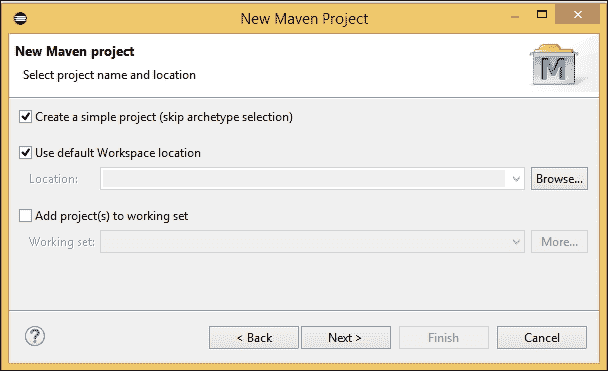 New Maven Project
New Maven project
Select project name and location
M
Create a simple project (skip archetype selection)
Use default Workspace location
Location:
Browse...
Add project(s) to working set
Working set:
More...
?
< Back
Next >
Finish
Cancel